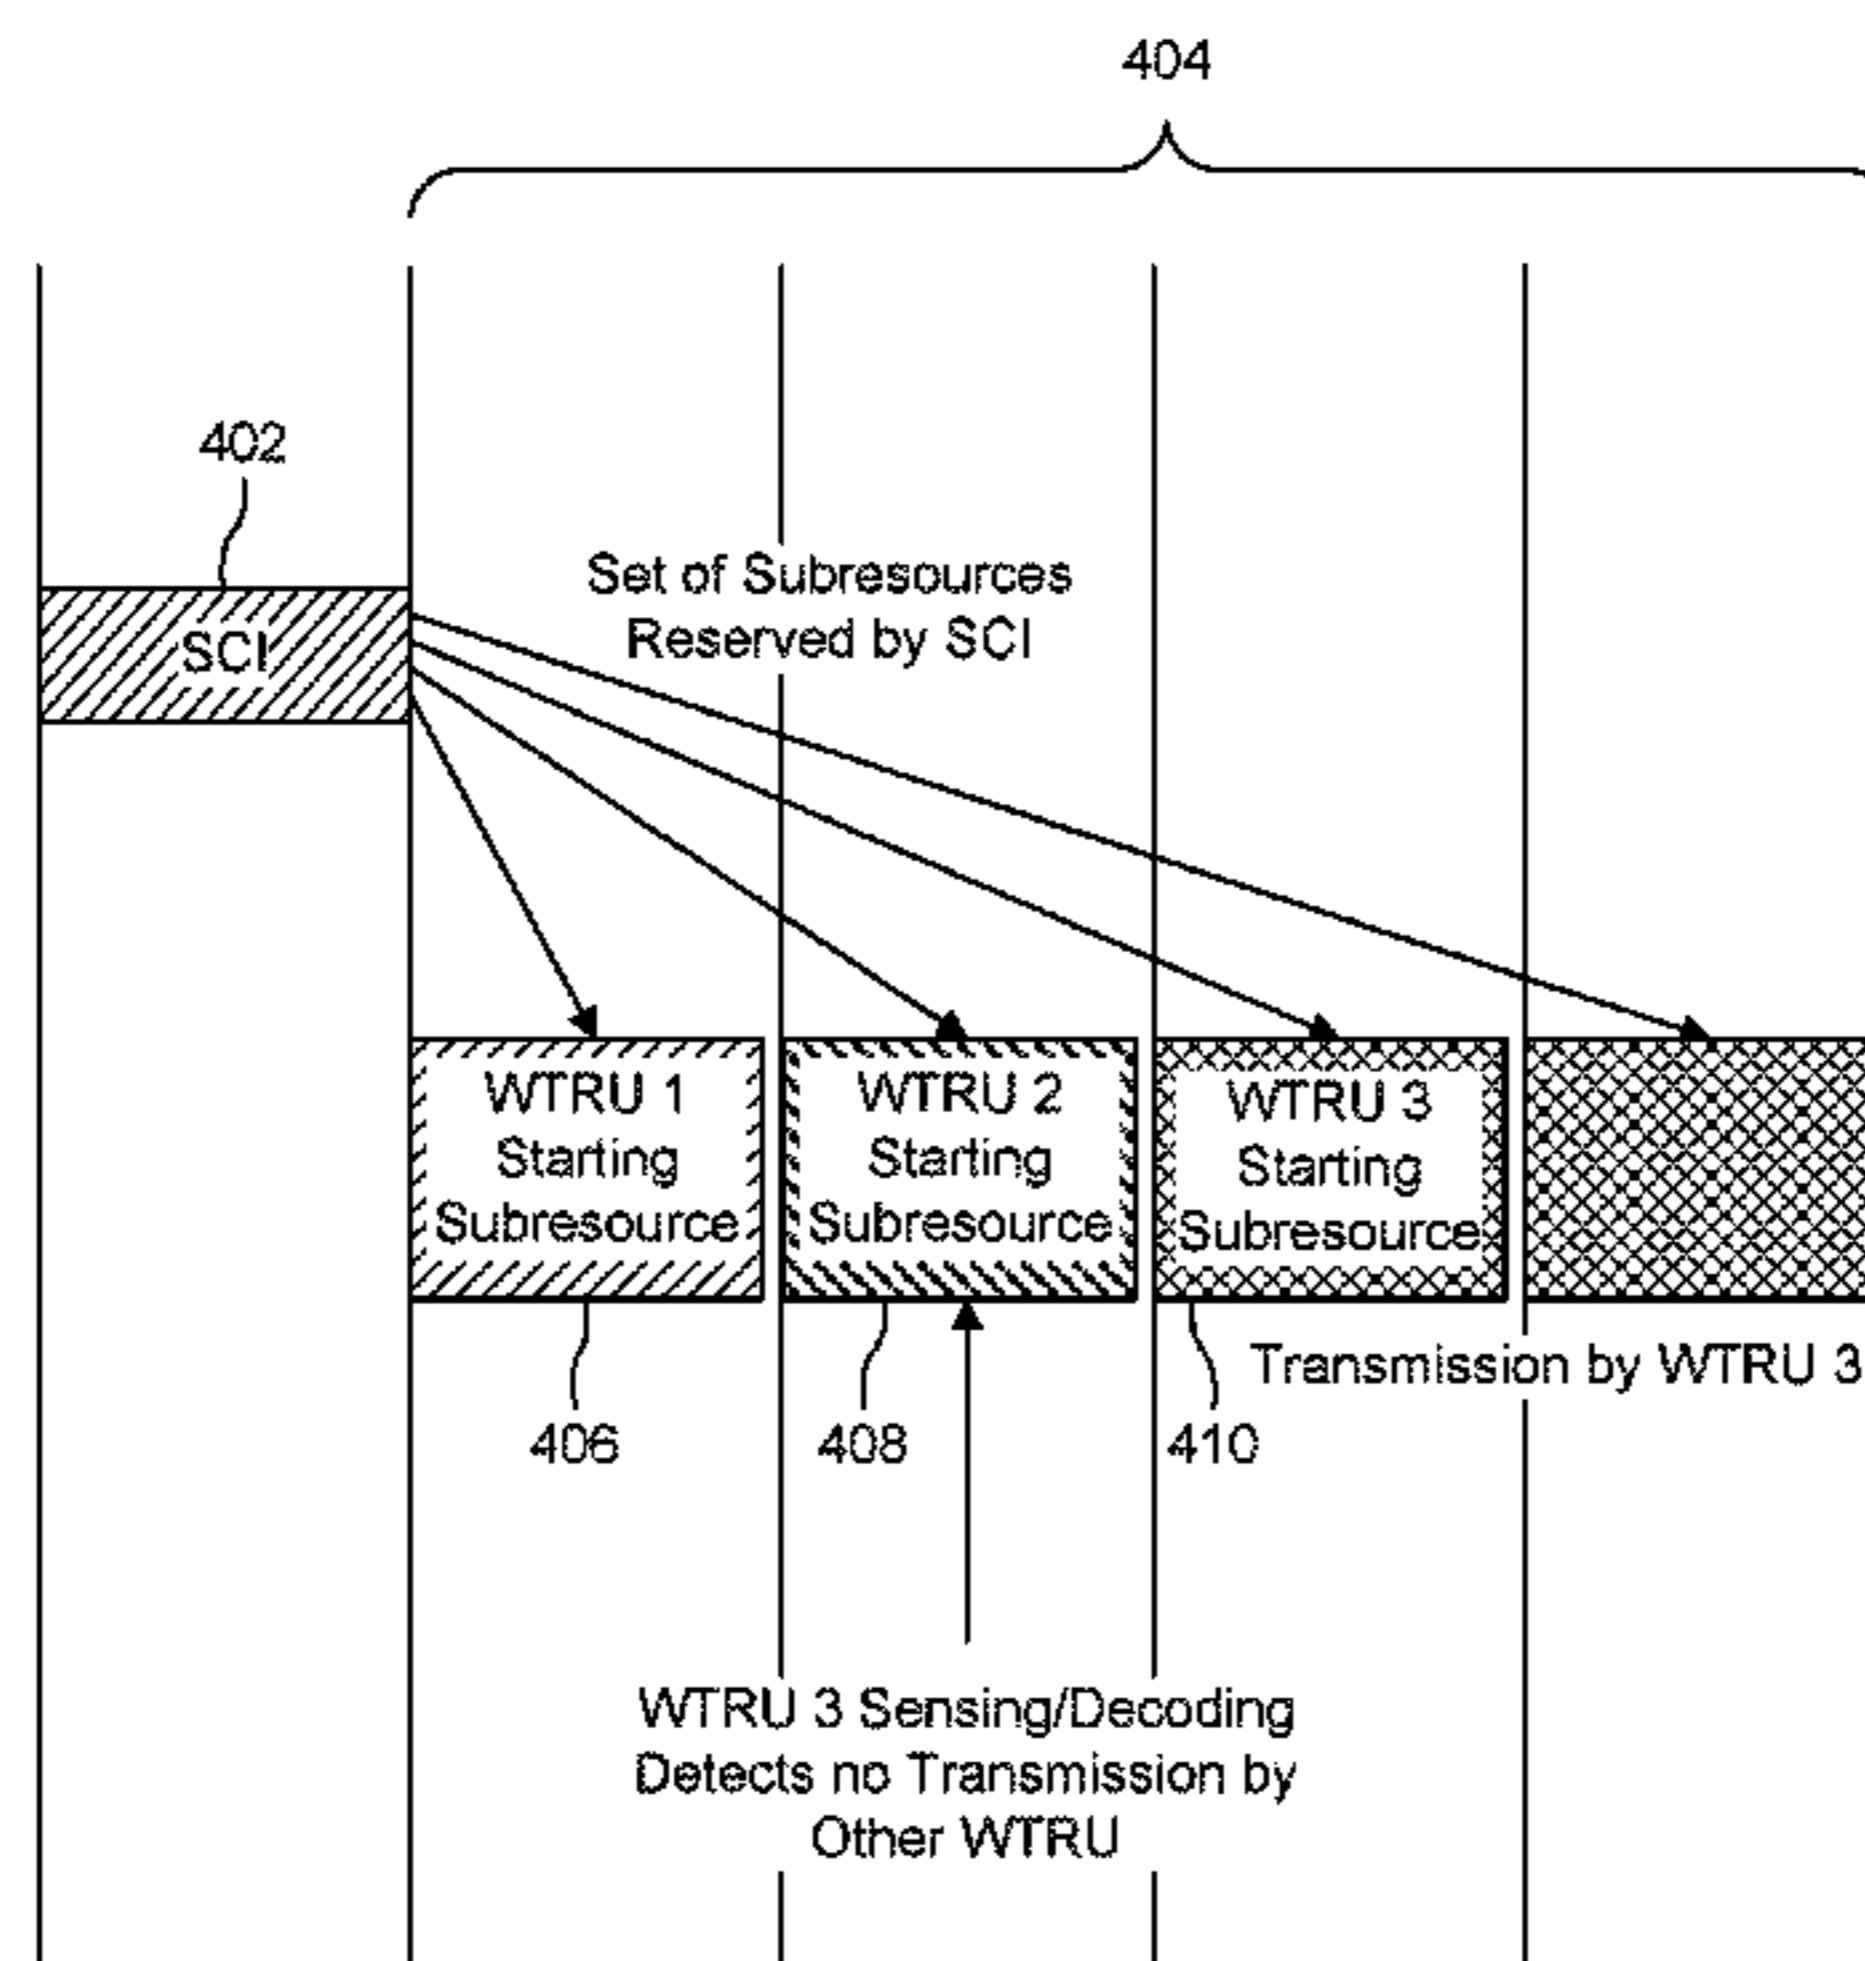 404
402
SCI
Set of Subresources
Reserved by SCI
WTRU 1
Starting
Subresource
WTRU 2
Starting
Subresource
WTRU 3
Starting
Subresource
Transmission by WTRU 3
406
408
410
WTRU 3 Sensing/Decoding
Detects no Transmission by
Other WTRU